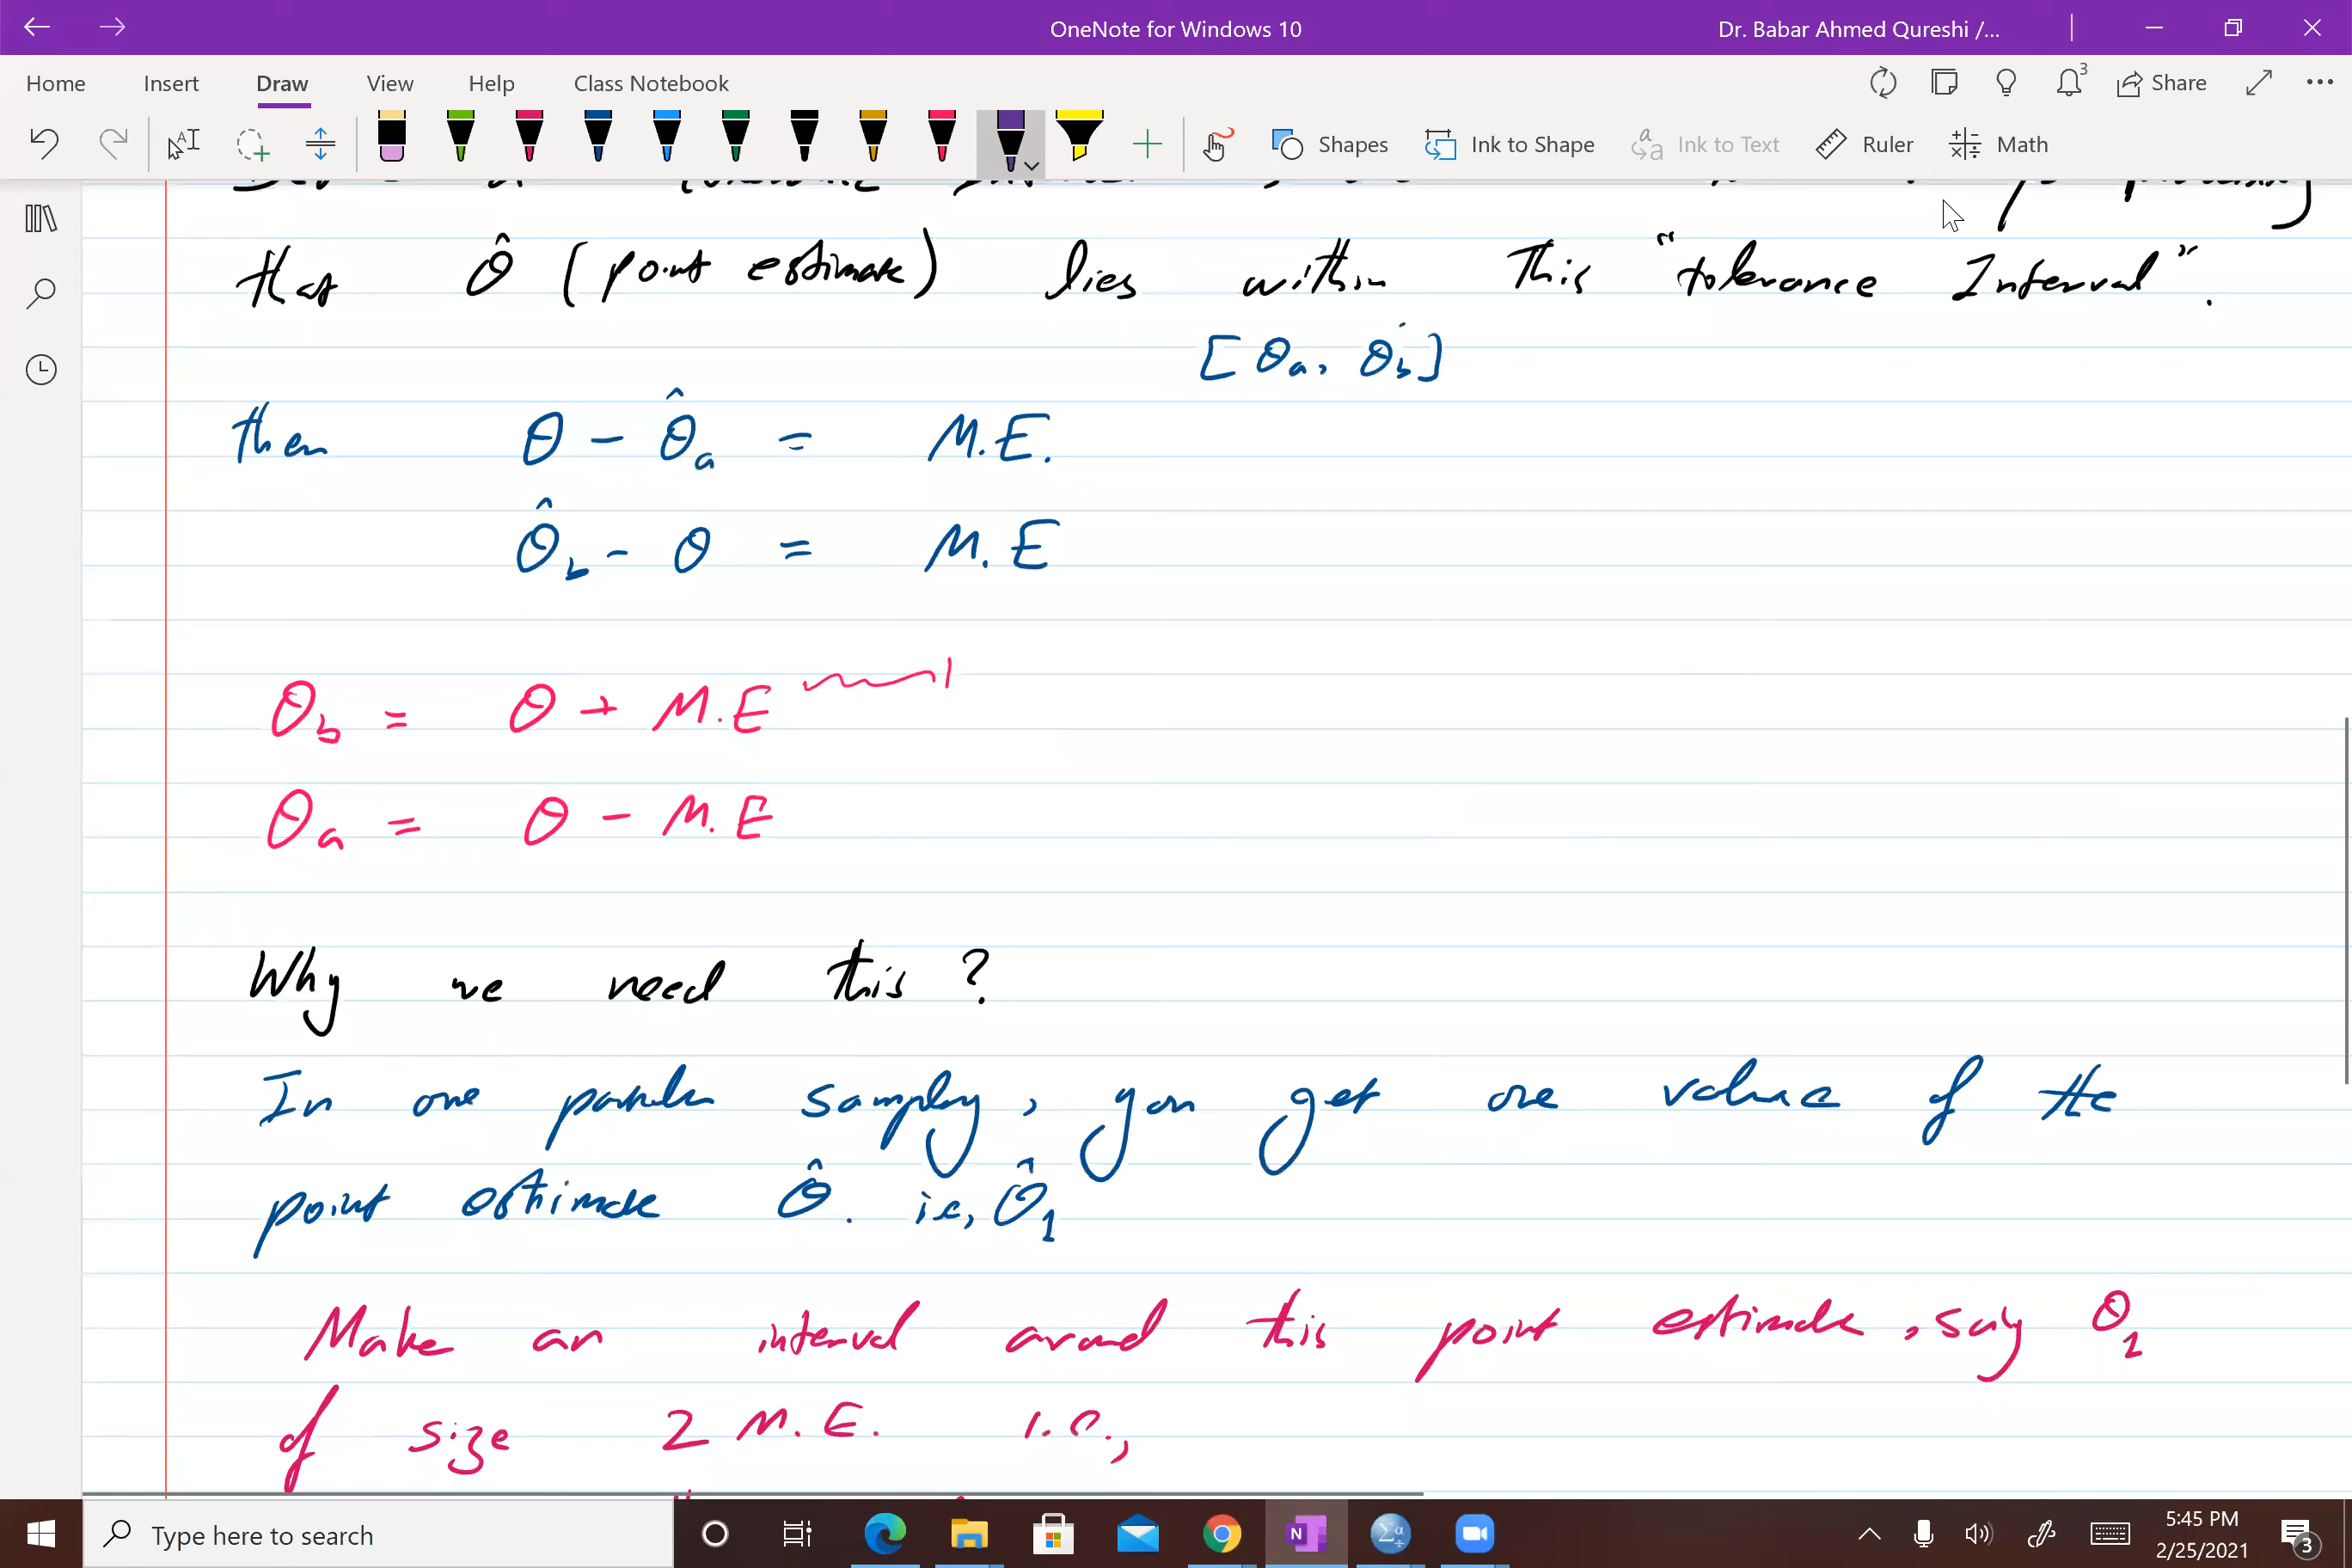 OneNote for Windows 10
Dr. Babar Ahmed Qureshi /...
Home Insert Draw View Help Class Notebook
3
Share
Shapes Ink to Shape Ink to Text Ruler Math
that θ̂ (point estimate) lies within This "tolerance Interval".
[θa, θb]
then θ - θ̂a = M.E.
θ̂b - θ = M.E
θb = θ + M.E
θa = θ - M.E
Why we need this ?
In one sampling, you get one value of the
point estimate θ̂. ie, θ̂1
Make an interval around this point estimate, say θ1
of size 2 M.E. i.e.,
Type here to search
5:45 PM
2/25/2021
3